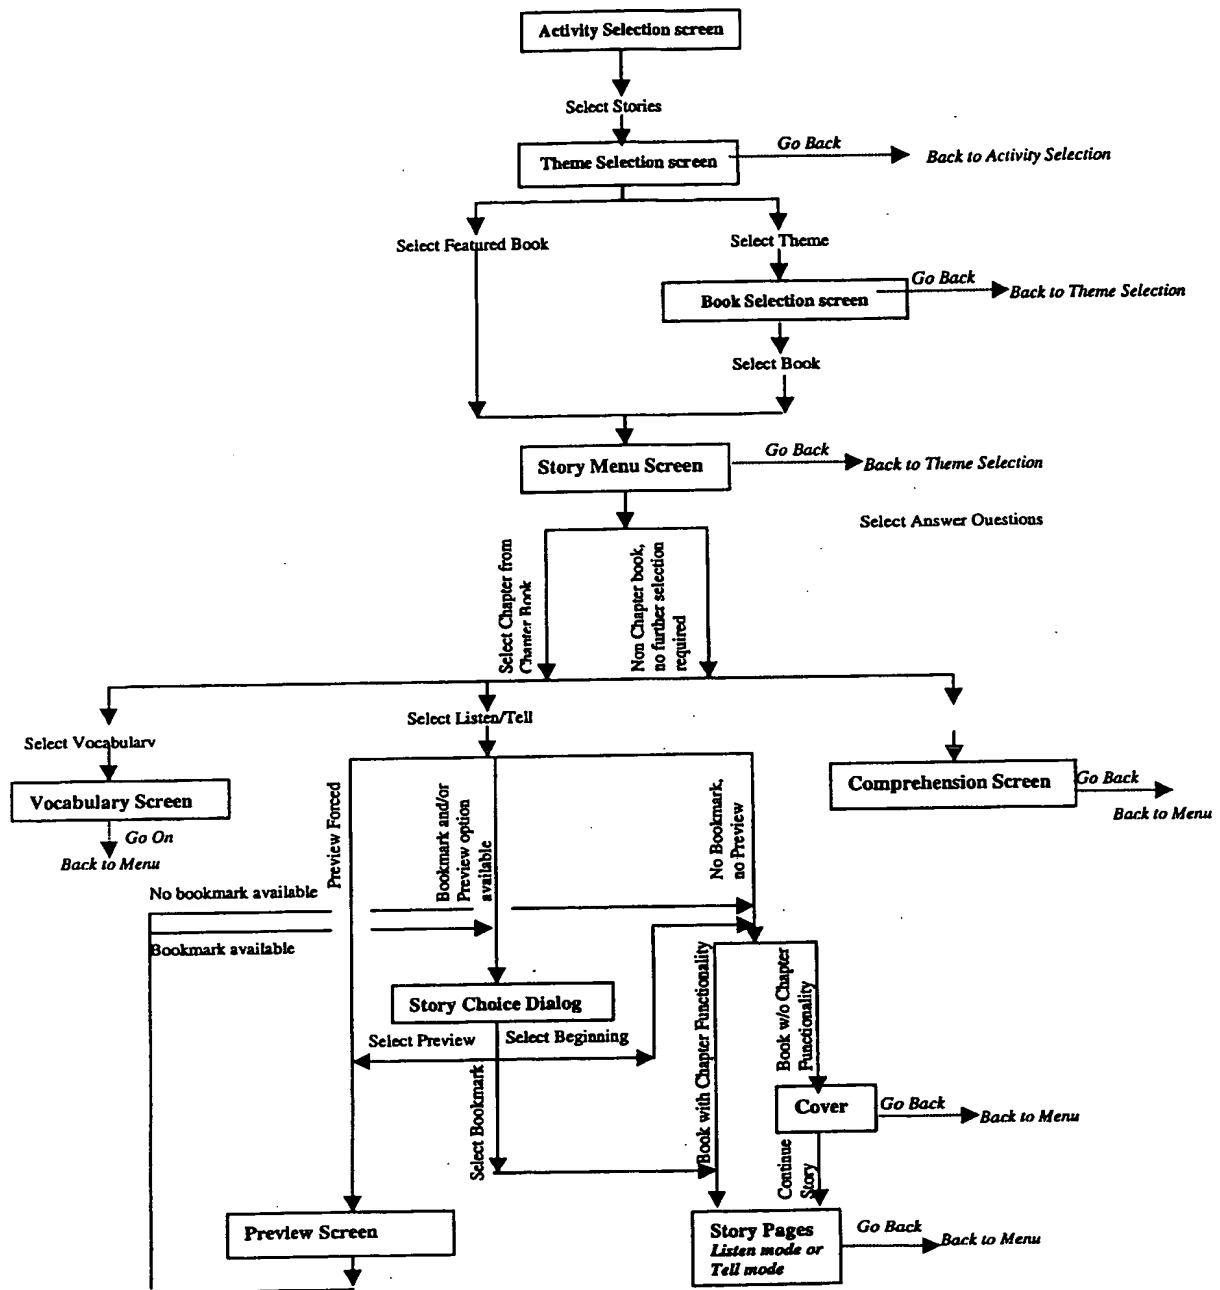 Activity Selection screen
Select Stories
Theme Selection screen
Go Back
Back to Activity Selection
Select Featured Book
Select Theme
Book Selection screen
Go Back
Back to Theme Selection
Select Book
Story Menu Screen
Go Back
Back to Theme Selection
Select Answer Questions
Select Chapter from
Chapter Book
Non Chapter book,
no further selection
required
Select Listen/Tell
Select Vocabulary
Vocabulary Screen
Go On
Back to Menu
Comprehension Screen
Go Back
Back to Menu
Preview Forced
Bookmark and/or
Preview option
available
No Bookmark,
no Preview
No bookmark available
Bookmark available
Story Choice Dialog
Select Preview
Select Beginning
Select Bookmark
Book with Chapter Functionality
Book w/o Chapter
Functionality
Cover
Go Back
Back to Menu
Continue
Story
Preview Screen
Story Pages
Listen mode or
Tell mode
Go Back
Back to Menu